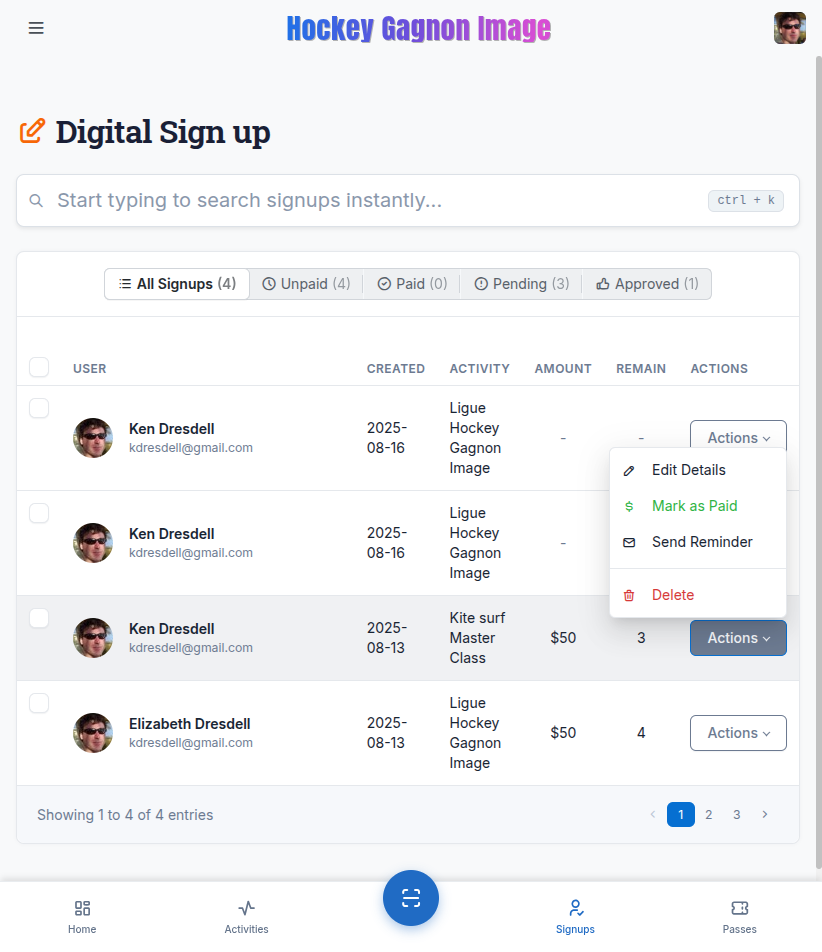 Hockey Gagnon Image
Digital Sign up
Start typing to search signups instantly...
ctrl + k
All Signups (4)
Unpaid (4)
Paid (0)
Pending (3)
Approved (1)
USER
CREATED
ACTIVITY
AMOUNT
REMAIN
ACTIONS
Ken Dresdell
kdresdell@gmail.com
2025-
08-16
Ligue
Hockey
Gagnon
Image
-
-
Actions
Edit Details
Mark as Paid
Send Reminder
Delete
Ken Dresdell
kdresdell@gmail.com
2025-
08-16
Ligue
Hockey
Gagnon
Image
-
Ken Dresdell
kdresdell@gmail.com
2025-
08-13
Kite surf
Master
Class
$50
3
Actions
Elizabeth Dresdell
kdresdell@gmail.com
2025-
08-13
Ligue
Hockey
Gagnon
Image
$50
4
Actions
Showing 1 to 4 of 4 entries
1
2
3
Home
Activities
Signups
Passes